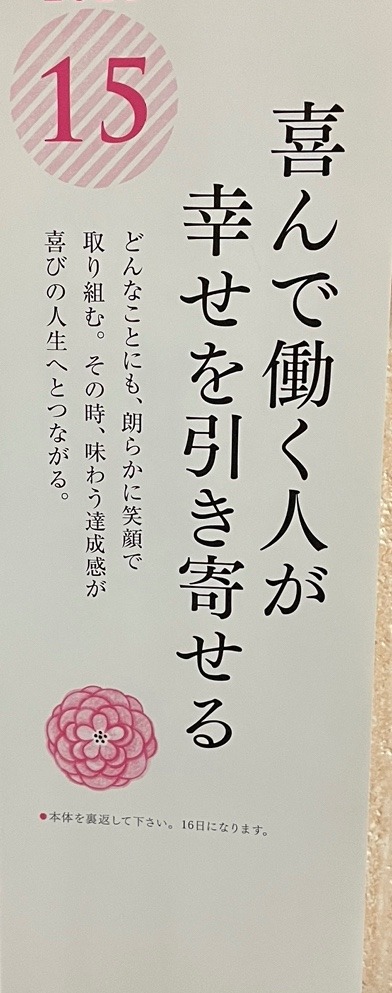 15
喜んで働く人が
幸せを引き寄せる
どんなことにも、朗らかに笑顔で
取り組む。その時、味わう達成感が
喜びの人生へとつながる。
●本体を裏返して下さい。16日になります。